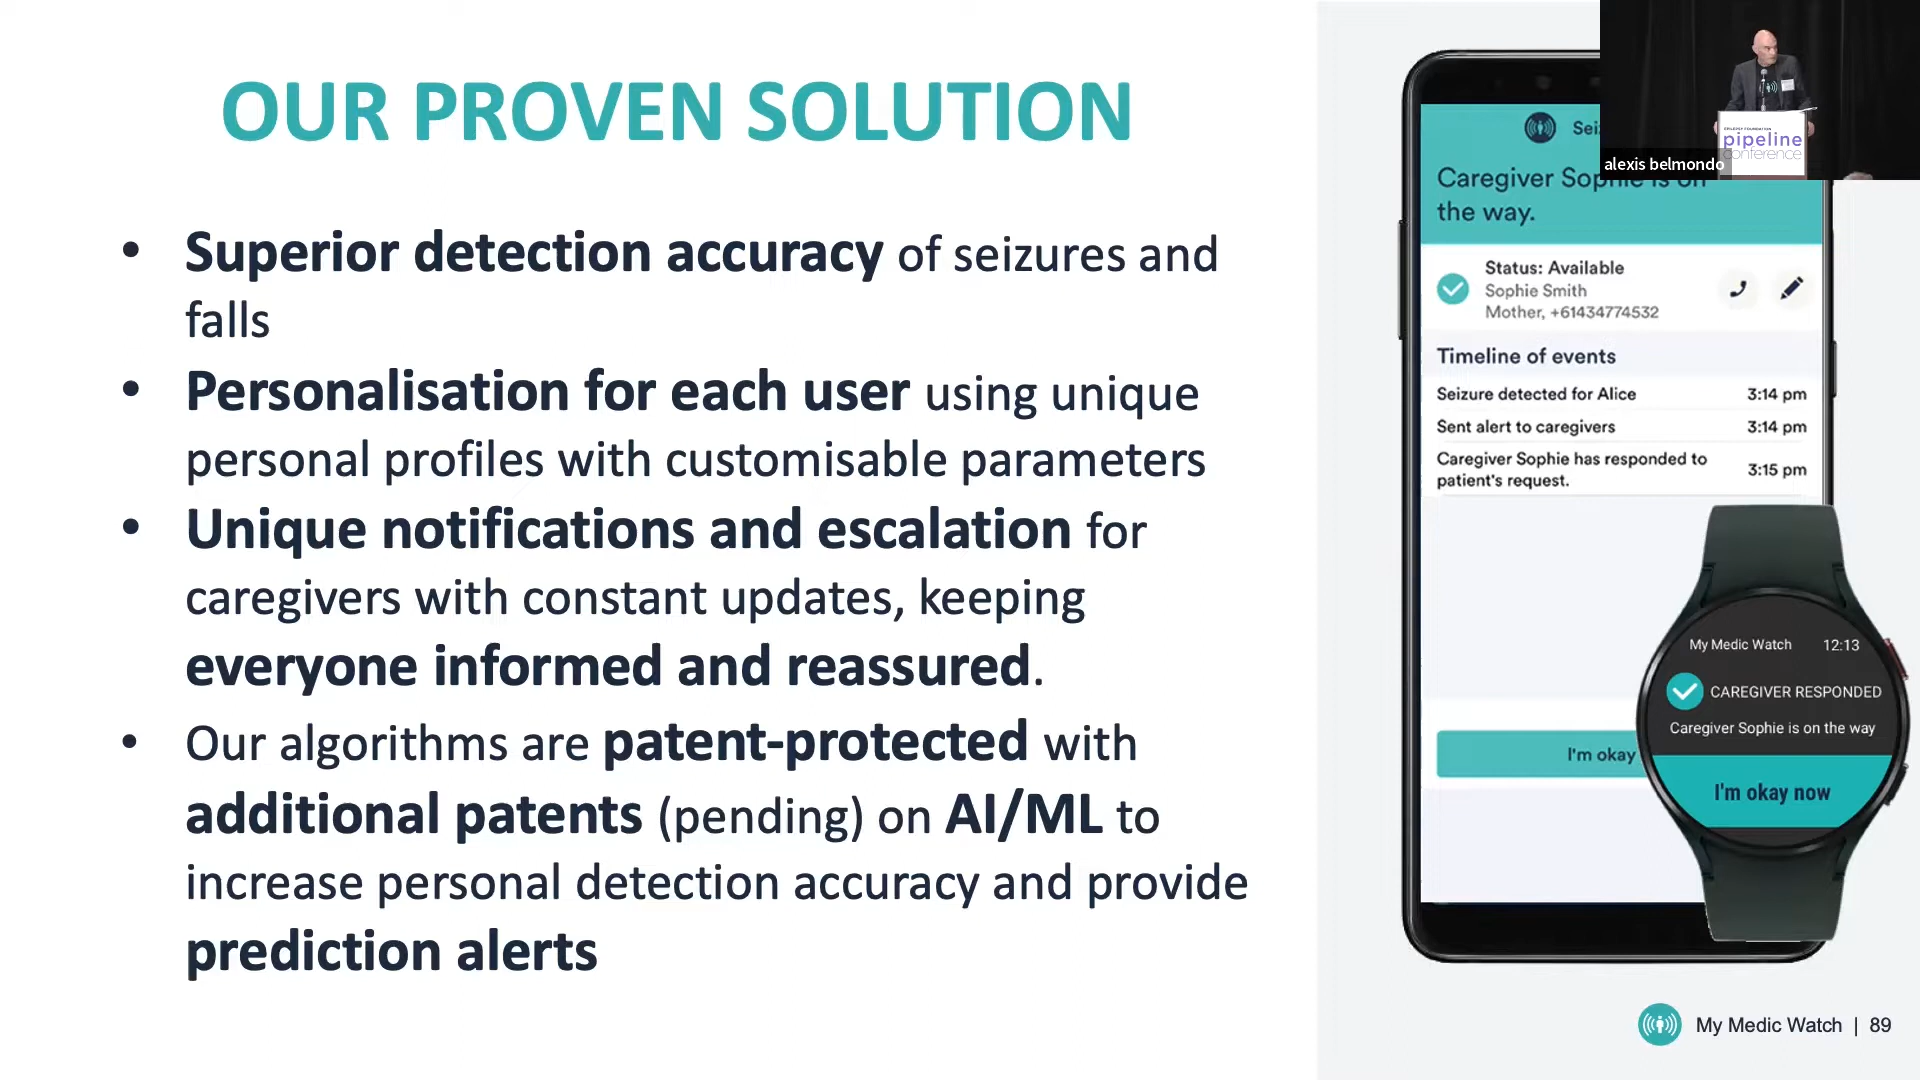 OUR PROVEN SOLUTION
• Superior detection accuracy of seizures and
falls
• Personalisation for each user using unique
personal profiles with customisable parameters
• Unique notifications and escalation for
caregivers with constant updates, keeping
everyone informed and reassured.
• Our algorithms are patent-protected with
additional patents (pending) on AI/ML to
increase personal detection accuracy and provide
prediction alerts
Caregiver Sophie is on
the way.
Status: Available
Sophie Smith
Mother, +61434774532
Timeline of events
Seizure detected for Alice 3:14 pm
Sent alert to caregivers 3:14 pm
Caregiver Sophie has responded to
patient's request. 3:15 pm
I'm okay
My Medic Watch 12:13
CAREGIVER RESPONDED
Caregiver Sophie is on the way
I'm okay now
EPILEPSY FOUNDATION
pipeline
conference
alexis belmondo
My Medic Watch | 89